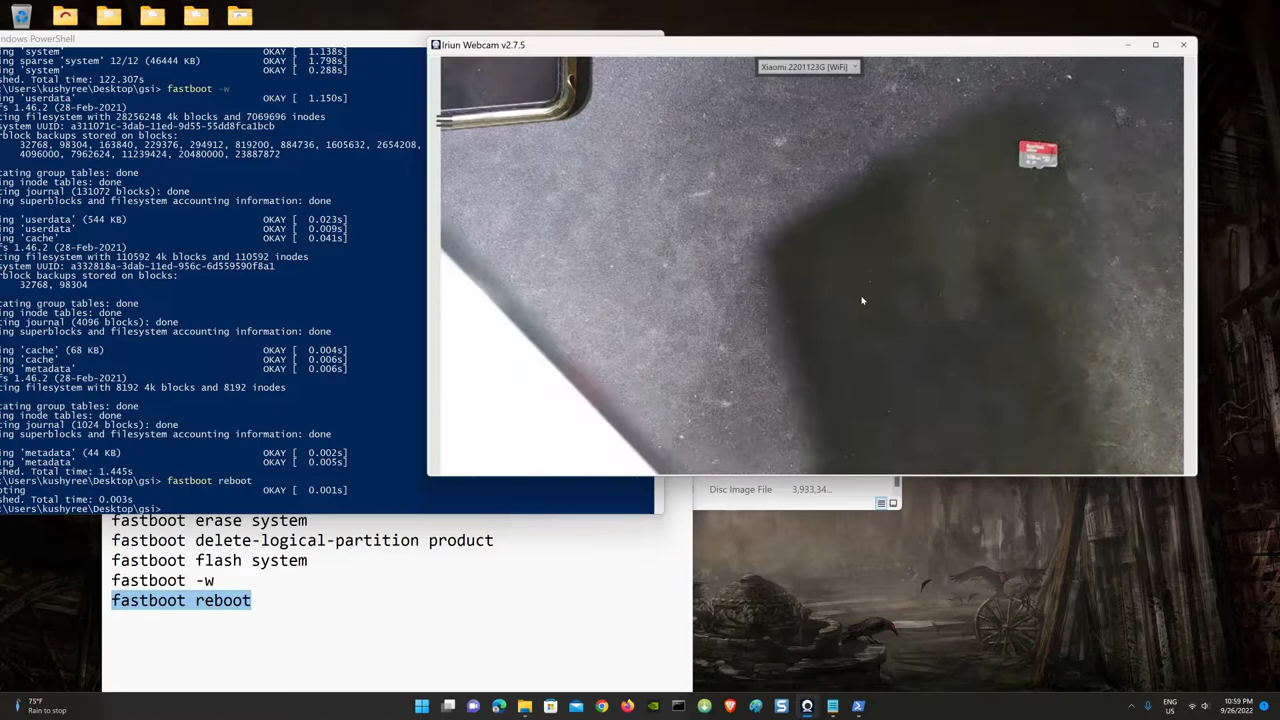 ndows PowerShell
ing 'system' OKAY [ 1.138s]
ing sparse 'system' 12/12 (46444 KB) OKAY [ 1.798s]
ing 'system' OKAY [ 0.288s]
shed. Total time: 122.307s
:\Users\kushyree\Desktop\gsi> fastboot -w
ing 'userdata' OKAY [ 1.150s]
fs 1.46.2 (28-Feb-2021)
ting filesystem with 28256248 4k blocks and 7069696 inodes
system UUID: a311071c-3dab-11ed-9d55-55dd8fca1bcb
rblock backups stored on blocks:
32768, 98304, 163840, 229376, 294912, 819200, 884736, 1605632, 2654208,
4096000, 7962624, 11239424, 20480000, 23887872
cating group tables: done
ing inode tables: done
ting journal (131072 blocks): done
ing superblocks and filesystem accounting information: done
ing 'userdata' (544 KB) OKAY [ 0.023s]
ing 'userdata' OKAY [ 0.009s]
ing 'cache' OKAY [ 0.041s]
fs 1.46.2 (28-Feb-2021)
ting filesystem with 110592 4k blocks and 110592 inodes
system UUID: a332818a-3dab-11ed-956c-6d559590f8a1
rblock backups stored on blocks:
32768, 98304
cating group tables: done
ing inode tables: done
ting journal (4096 blocks): done
ing superblocks and filesystem accounting information: done
ing 'cache' (68 KB) OKAY [ 0.004s]
ing 'cache' OKAY [ 0.006s]
ing 'metadata' OKAY [ 0.006s]
fs 1.46.2 (28-Feb-2021)
ting filesystem with 8192 4k blocks and 8192 inodes
cating group tables: done
ing inode tables: done
ting journal (1024 blocks): done
ing superblocks and filesystem accounting information: done
ing 'metadata' (44 KB) OKAY [ 0.002s]
ing 'metadata' OKAY [ 0.005s]
shed. Total time: 1.445s
:\Users\kushyree\Desktop\gsi> fastboot reboot
oting OKAY [ 0.001s]
shed. Total time: 0.003s
:\Users\kushyree\Desktop\gsi>
Iriun Webcam v2.7.5
Xiaomi 2201123G [WiFi]
Disc Image File 3,933,34...
fastboot erase system
fastboot delete-logical-partition product
fastboot flash system
fastboot -w
fastboot reboot
75°F
Rain to stop
ENG
US
10:59 PM
9/26/2022